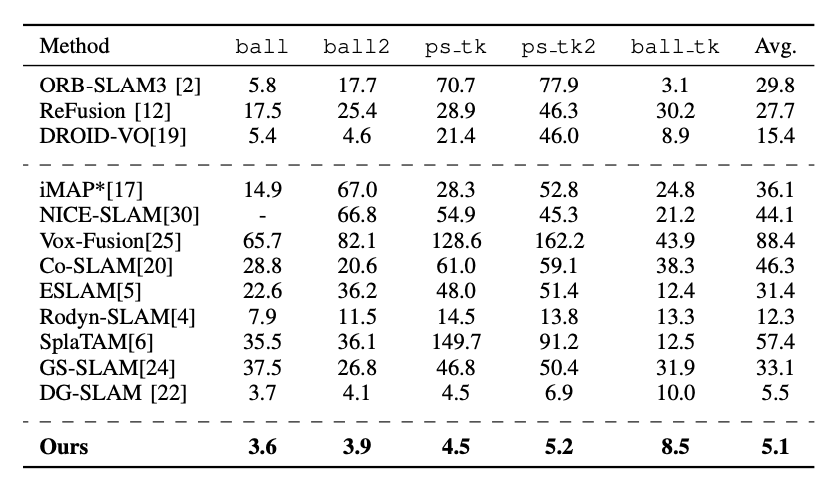 Method ball ball2 ps_tk ps_tk2 ball_tk Avg.
ORB-SLAM3 [2] 5.8 17.7 70.7 77.9 3.1 29.8
ReFusion [12] 17.5 25.4 28.9 46.3 30.2 27.7
DROID-VO[19] 5.4 4.6 21.4 46.0 8.9 15.4
iMAP*[17] 14.9 67.0 28.3 52.8 24.8 36.1
NICE-SLAM[30] - 66.8 54.9 45.3 21.2 44.1
Vox-Fusion[25] 65.7 82.1 128.6 162.2 43.9 88.4
Co-SLAM[20] 28.8 20.6 61.0 59.1 38.3 46.3
ESLAM[5] 22.6 36.2 48.0 51.4 12.4 31.4
Rodyn-SLAM[4] 7.9 11.5 14.5 13.8 13.3 12.3
SplaTAM[6] 35.5 36.1 149.7 91.2 12.5 57.4
GS-SLAM[24] 37.5 26.8 46.8 50.4 31.9 33.1
DG-SLAM [22] 3.7 4.1 4.5 6.9 10.0 5.5
Ours 3.6 3.9 4.5 5.2 8.5 5.1